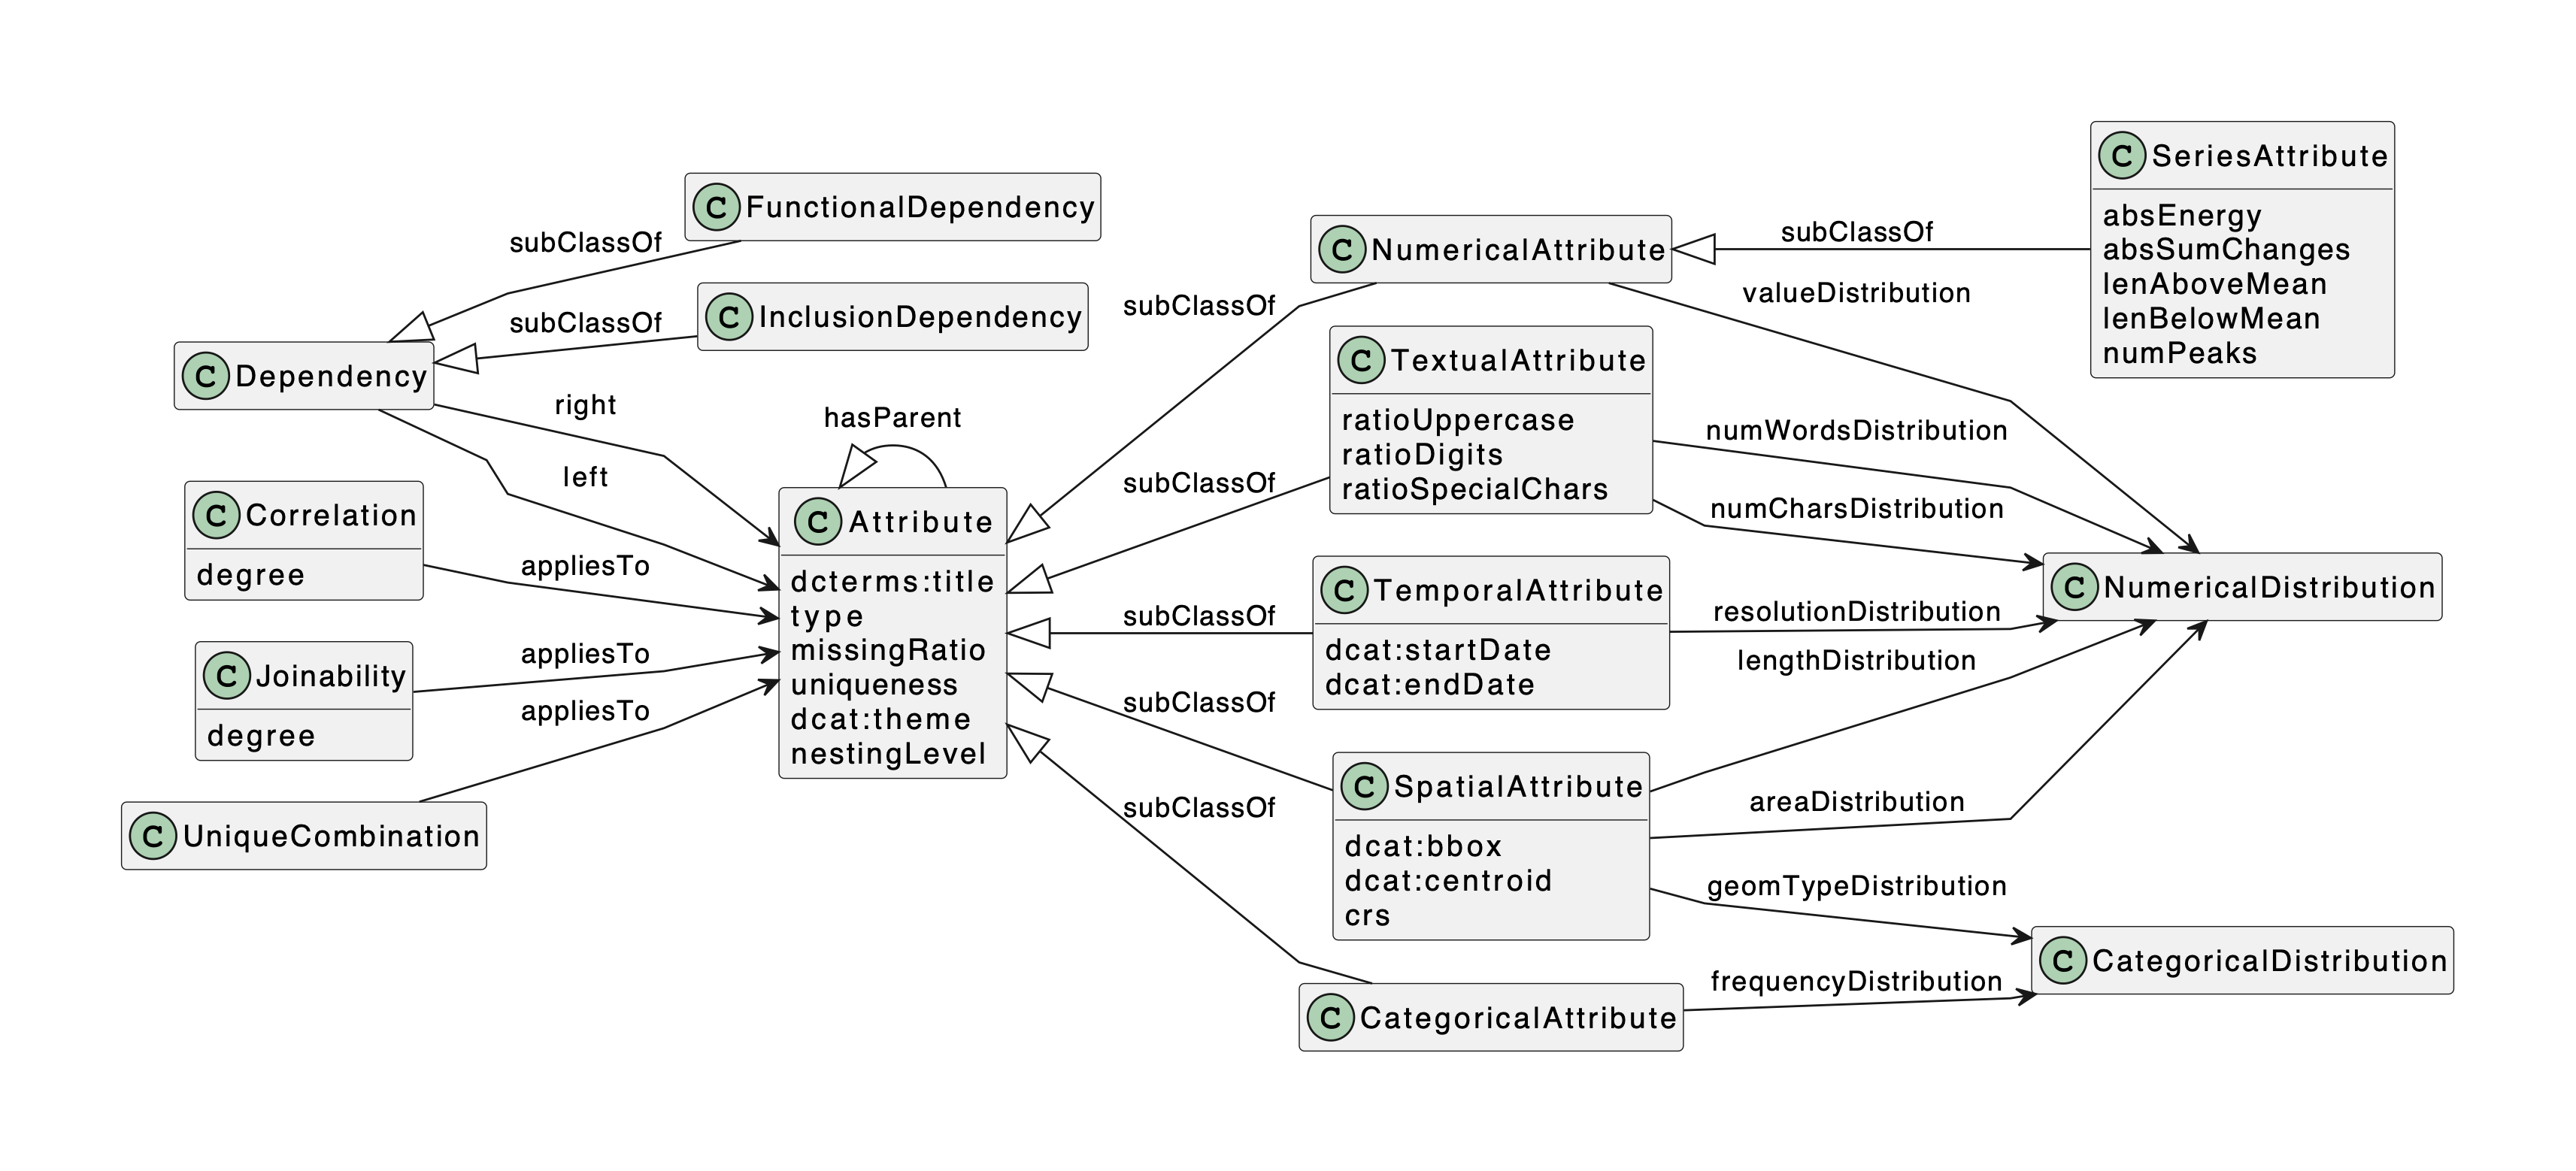 C FunctionalDependency
subClassOf
C InclusionDependency
subClassOf
C Dependency
right
left
hasParent
C Correlation
degree
appliesTo
C Joinability
degree
appliesTo
appliesTo
C UniqueCombination
C Attribute
dcterms:title
type
missingRatio
uniqueness
dcat:theme
nestingLevel
subClassOf
subClassOf
subClassOf
subClassOf
subClassOf
C NumericalAttribute
subClassOf
valueDistribution
C SeriesAttribute
absEnergy
absSumChanges
lenAboveMean
lenBelowMean
numPeaks
C TextualAttribute
ratioUppercase
ratioDigits
ratioSpecialChars
numWordsDistribution
numCharsDistribution
C TemporalAttribute
dcat:startDate
dcat:endDate
resolutionDistribution
lengthDistribution
C NumericalDistribution
C SpatialAttribute
dcat:bbox
dcat:centroid
crs
areaDistribution
geomTypeDistribution
C CategoricalAttribute
frequencyDistribution
C CategoricalDistribution